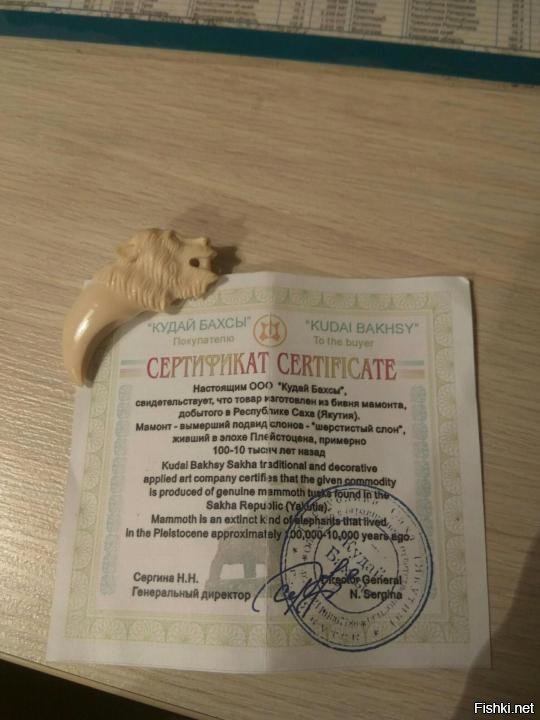 "КУДАЙ БАХСЫ" "KUDAI BAKHSY"
Покупателю To the buyer
СЕРТИФИКАТ CERTIFICATE
Настоящим ООО "Кудай Бахсы",
свидетельствует, что товар изготовлен из бивня мамонта,
добытого в Республике Саха (Якутия).
Мамонт - вымерший подвид слонов - "шерстистый слон",
живший в эпохе Плейстоцена, примерно
100-10 тысяч лет назад
Kudai Bakhsy Sakha traditional and decorative
applied art company certifies that the given commodity
is produced of genuine mammoth tusks found in the
Sakha Republic (Yakutia).
Mammoth is an extinct kind of elephants that lived
in the Pleistocene approximately 100,000-10,000 years ago.
Сергина Н.Н. Director General
Генеральный директор N. Sergina
Кудай
Fishki.net